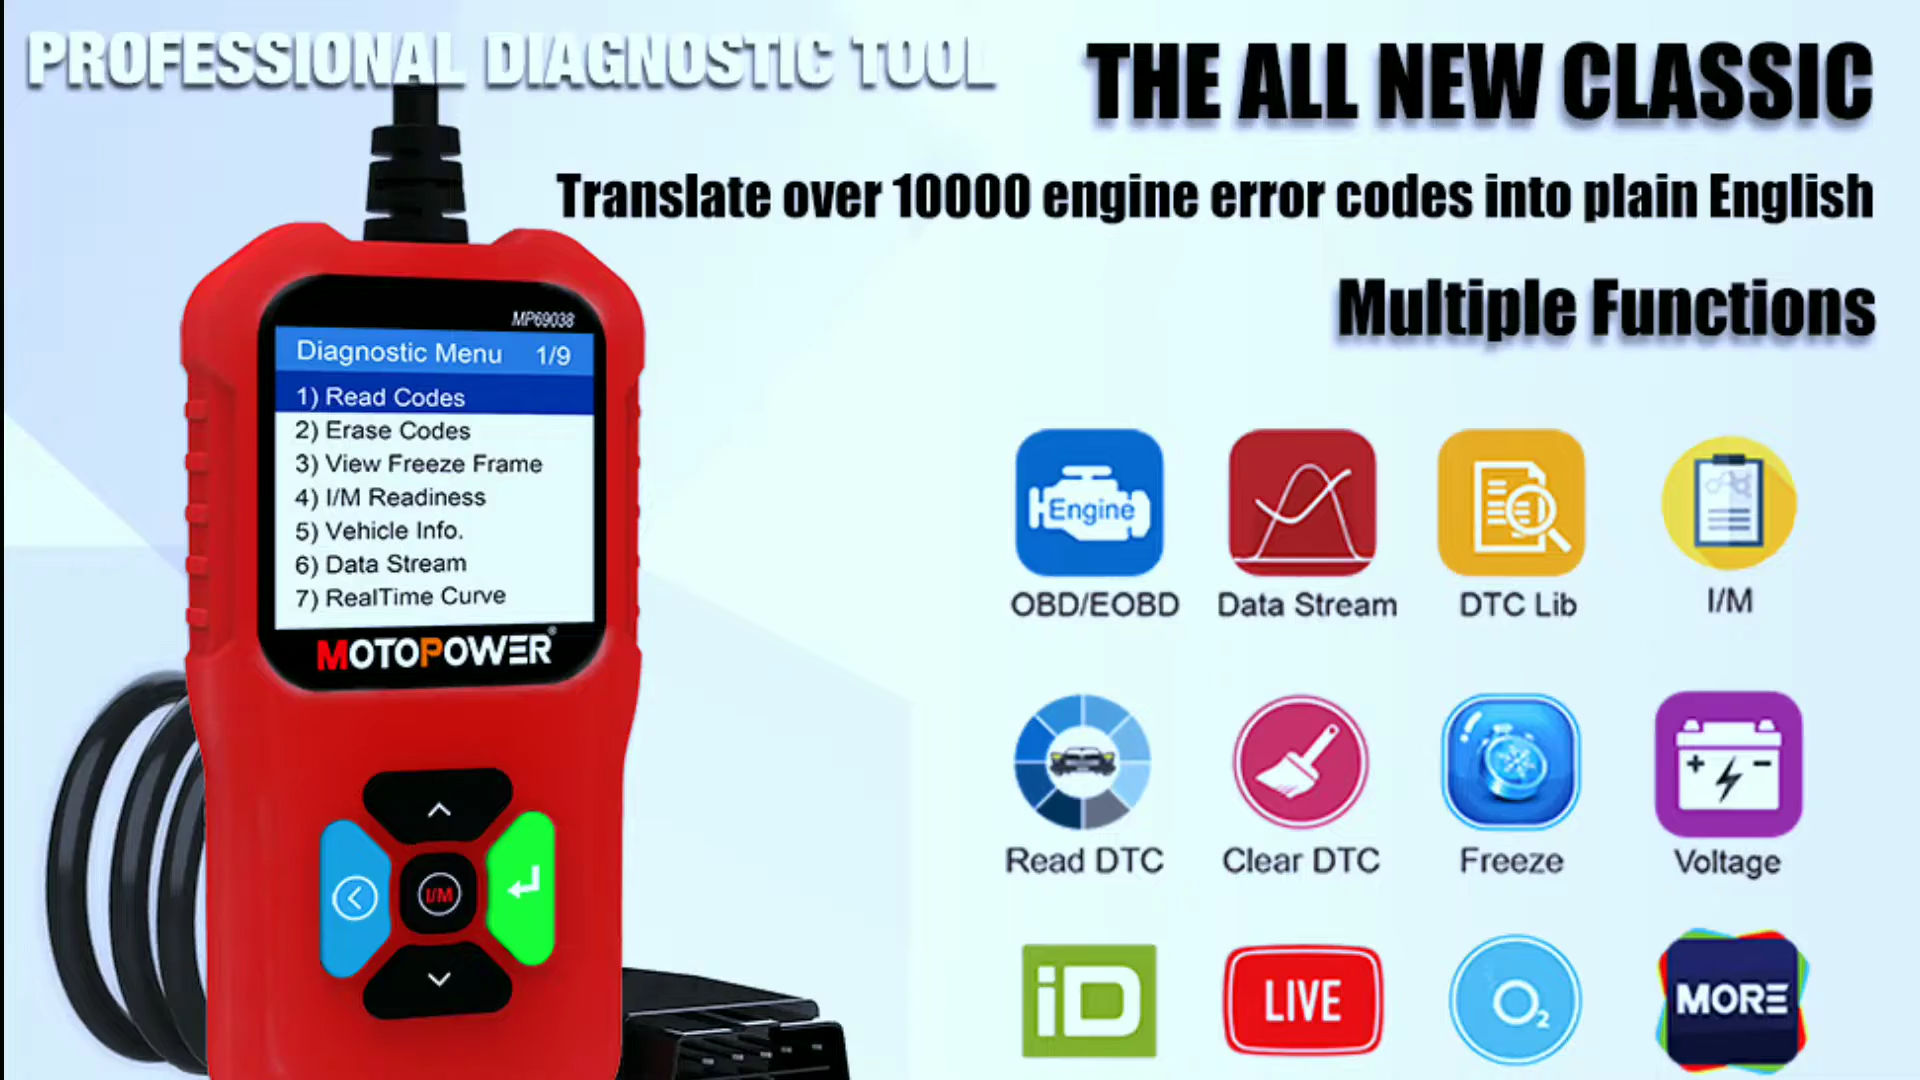 PROFESSIONAL DIAGNOSTIC TOOL
THE ALL NEW CLASSIC
Translate over 10000 engine error codes into plain English
Multiple Functions
MP69038
Diagnostic Menu 1/9
1) Read Codes
2) Erase Codes
3) View Freeze Frame
4) I/M Readiness
5) Vehicle Info.
6) Data Stream
7) RealTime Curve
MOTOPOWER®
I/M
Engine
OBD/EOBD
Data Stream
DTC Lib
I/M
Read DTC
Clear DTC
Freeze
+ -
Voltage
iD
LIVE
O2
MORE